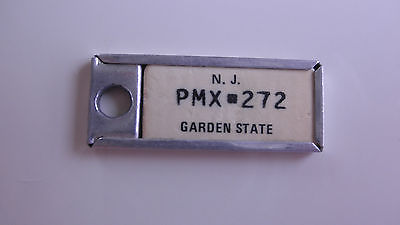 N. J.
PMX▪272
GARDEN STATE